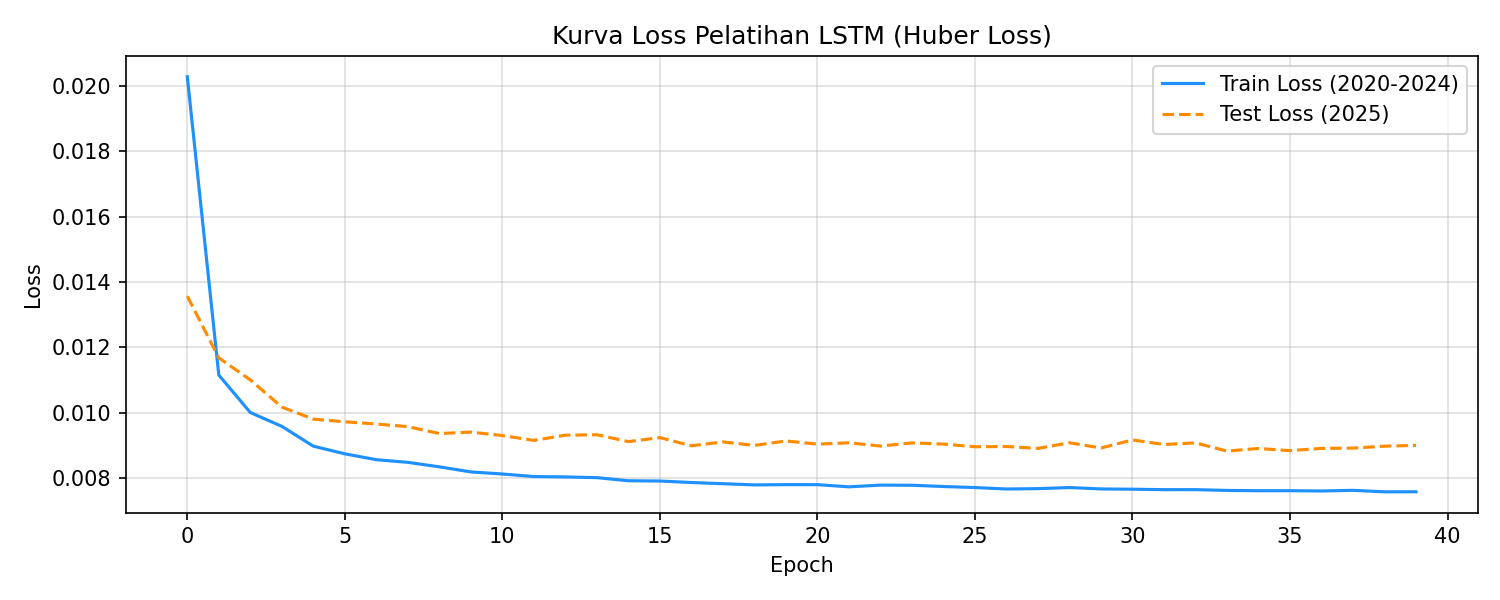 Kurva Loss Pelatihan LSTM (Huber Loss)
Train Loss (2020-2024)
Test Loss (2025)
Loss
0.020
0.018
0.016
0.014
0.012
0.010
0.008
0 5 10 15 20 25 30 35 40
Epoch